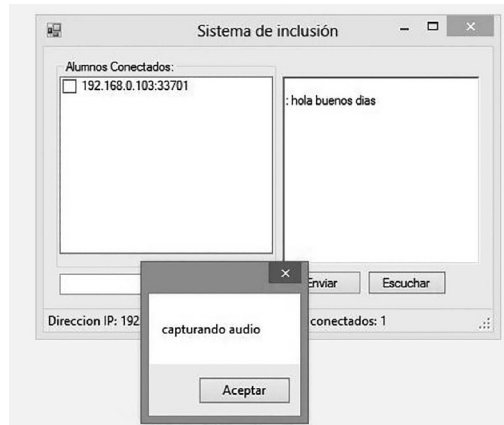 Sistema de inclusión
Alumnos Conectados:
192.168.0.103:33701
: hola buenos dias
Enviar
Escuchar
Direccion IP: 192
conectados: 1
capturando audio
Aceptar